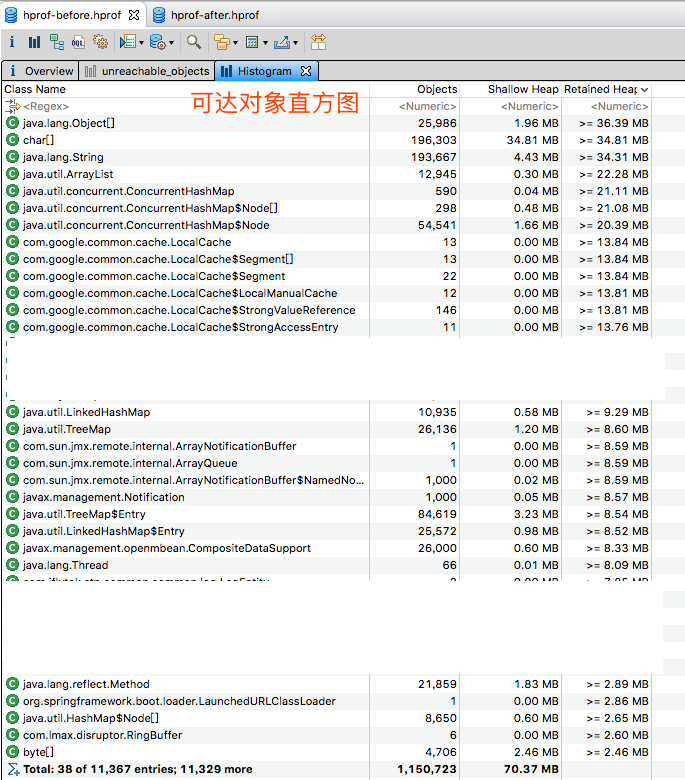 hprof-before.hprof hprof-after.hprof
i OQL
i Overview unreachable_objects Histogram
Class Name Objects Shallow Heap Retained Heap
<Regex> 可达对象直方图 <Numeric> <Numeric> <Numeric>
java.lang.Object[] 25,986 1.96 MB >= 36.39 MB
char[] 196,303 34.81 MB >= 34.81 MB
java.lang.String 193,667 4.43 MB >= 34.31 MB
java.util.ArrayList 12,945 0.30 MB >= 22.28 MB
java.util.concurrent.ConcurrentHashMap 590 0.04 MB >= 21.11 MB
java.util.concurrent.ConcurrentHashMap$Node[] 298 0.48 MB >= 21.08 MB
java.util.concurrent.ConcurrentHashMap$Node 54,541 1.66 MB >= 20.39 MB
com.google.common.cache.LocalCache 13 0.00 MB >= 13.84 MB
com.google.common.cache.LocalCache$Segment[] 13 0.00 MB >= 13.84 MB
com.google.common.cache.LocalCache$Segment 22 0.00 MB >= 13.84 MB
com.google.common.cache.LocalCache$LocalManualCache 12 0.00 MB >= 13.81 MB
com.google.common.cache.LocalCache$StrongValueReference 146 0.00 MB >= 13.81 MB
com.google.common.cache.LocalCache$StrongAccessEntry 11 0.00 MB >= 13.76 MB
java.util.LinkedHashMap 10,935 0.58 MB >= 9.29 MB
java.util.TreeMap 26,136 1.20 MB >= 8.60 MB
com.sun.jmx.remote.internal.ArrayNotificationBuffer 1 0.00 MB >= 8.59 MB
com.sun.jmx.remote.internal.ArrayQueue 1 0.00 MB >= 8.59 MB
com.sun.jmx.remote.internal.ArrayNotificationBuffer$NamedNo... 1,000 0.02 MB >= 8.59 MB
javax.management.Notification 1,000 0.05 MB >= 8.57 MB
java.util.TreeMap$Entry 84,619 3.23 MB >= 8.54 MB
java.util.LinkedHashMap$Entry 25,572 0.98 MB >= 8.52 MB
javax.management.openmbean.CompositeDataSupport 26,000 0.60 MB >= 8.33 MB
java.lang.Thread 66 0.01 MB >= 8.09 MB
java.lang.reflect.Method 21,859 1.83 MB >= 2.89 MB
org.springframework.boot.loader.LaunchedURLClassLoader 1 0.00 MB >= 2.86 MB
java.util.HashMap$Node[] 8,650 0.60 MB >= 2.65 MB
com.lmax.disruptor.RingBuffer 6 0.00 MB >= 2.60 MB
byte[] 4,706 2.46 MB >= 2.46 MB
Total: 38 of 11,367 entries; 11,329 more 1,150,723 70.37 MB